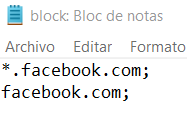 block: Bloc de notas
Archivo Editar Formato
*.facebook.com;
facebook.com;